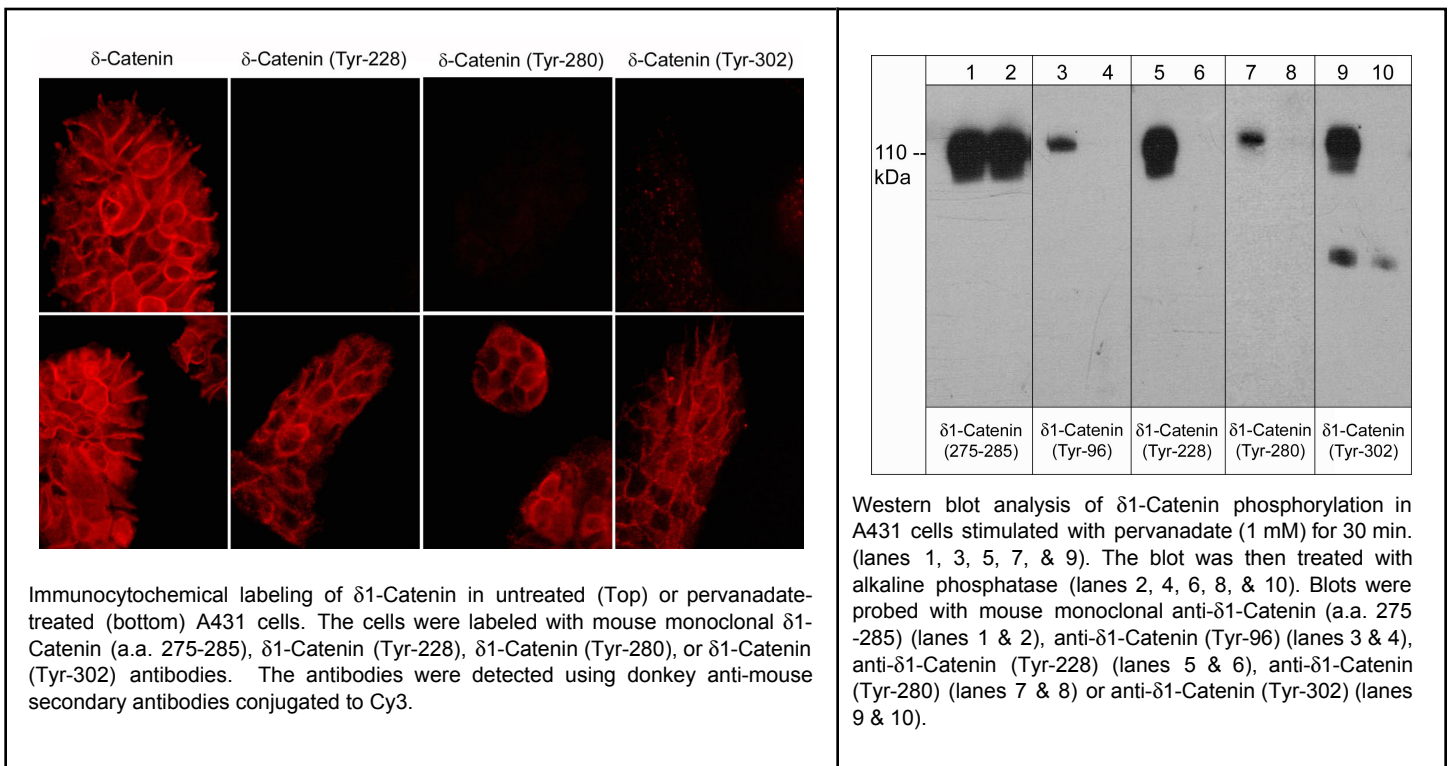 δ-Catenin
δ-Catenin (Tyr-228)
δ-Catenin (Tyr-280)
δ-Catenin (Tyr-302)
Immunocytochemical labeling of δ1-Catenin in untreated (Top) or pervanadate-
treated (bottom) A431 cells. The cells were labeled with mouse monoclonal δ1-
Catenin (a.a. 275-285), δ1-Catenin (Tyr-228), δ1-Catenin (Tyr-280), or δ1-Catenin
(Tyr-302) antibodies. The antibodies were detected using donkey anti-mouse
secondary antibodies conjugated to Cy3.
1 2 3 4 5 6 7 8 9 10
110 --
kDa
δ1-Catenin
(275-285)
δ1-Catenin
(Tyr-96)
δ1-Catenin
(Tyr-228)
δ1-Catenin
(Tyr-280)
δ1-Catenin
(Tyr-302)
Western blot analysis of δ1-Catenin phosphorylation in
A431 cells stimulated with pervanadate (1 mM) for 30 min.
(lanes 1, 3, 5, 7, & 9). The blot was then treated with
alkaline phosphatase (lanes 2, 4, 6, 8, & 10). Blots were
probed with mouse monoclonal anti-δ1-Catenin (a.a. 275
-285) (lanes 1 & 2), anti-δ1-Catenin (Tyr-96) (lanes 3 & 4),
anti-δ1-Catenin (Tyr-228) (lanes 5 & 6), anti-δ1-Catenin
(Tyr-280) (lanes 7 & 8) or anti-δ1-Catenin (Tyr-302) (lanes
9 & 10).